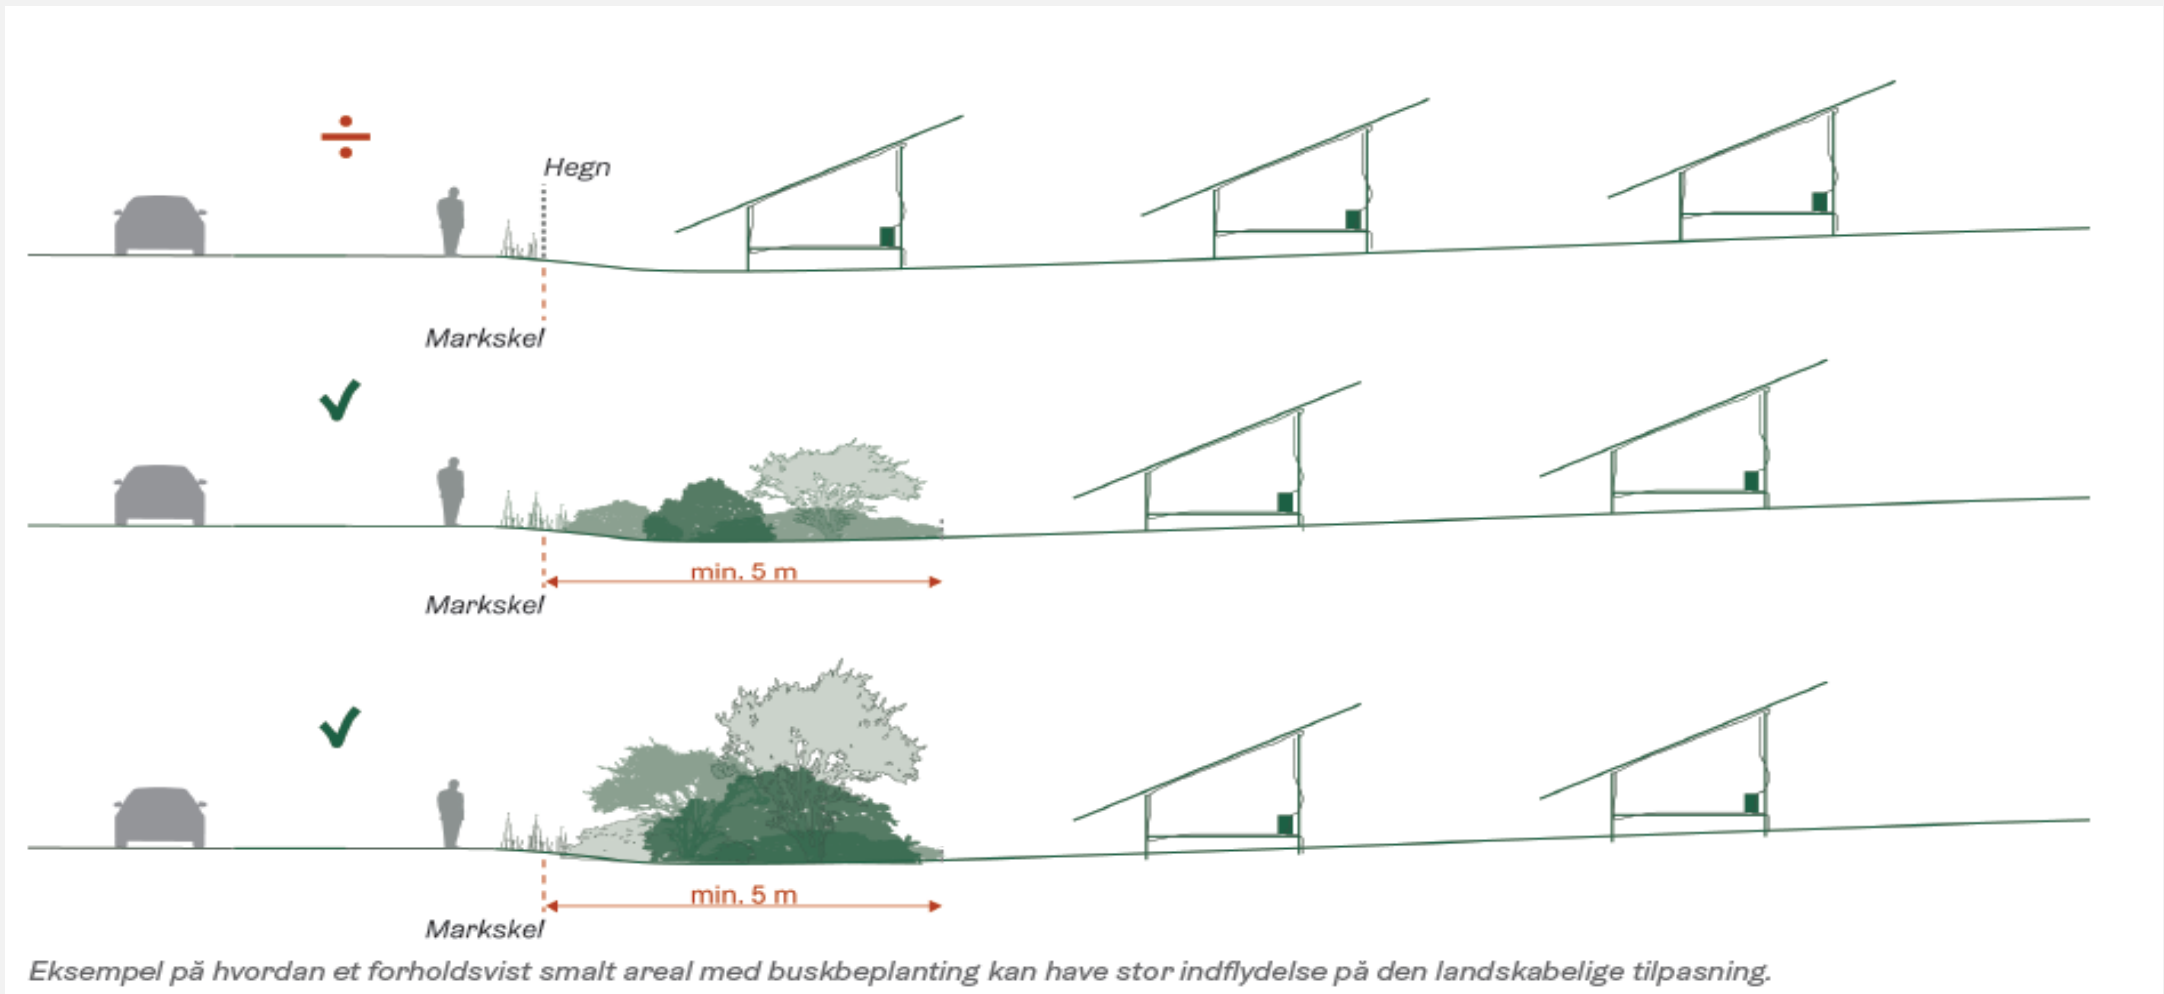 Hegn
Markskel
min. 5 m
Markskel
min. 5 m
Markskel
Eksempel på hvordan et forholdsvist smalt areal med buskbeplanting kan have stor indflydelse på den landskabelige tilpasning.